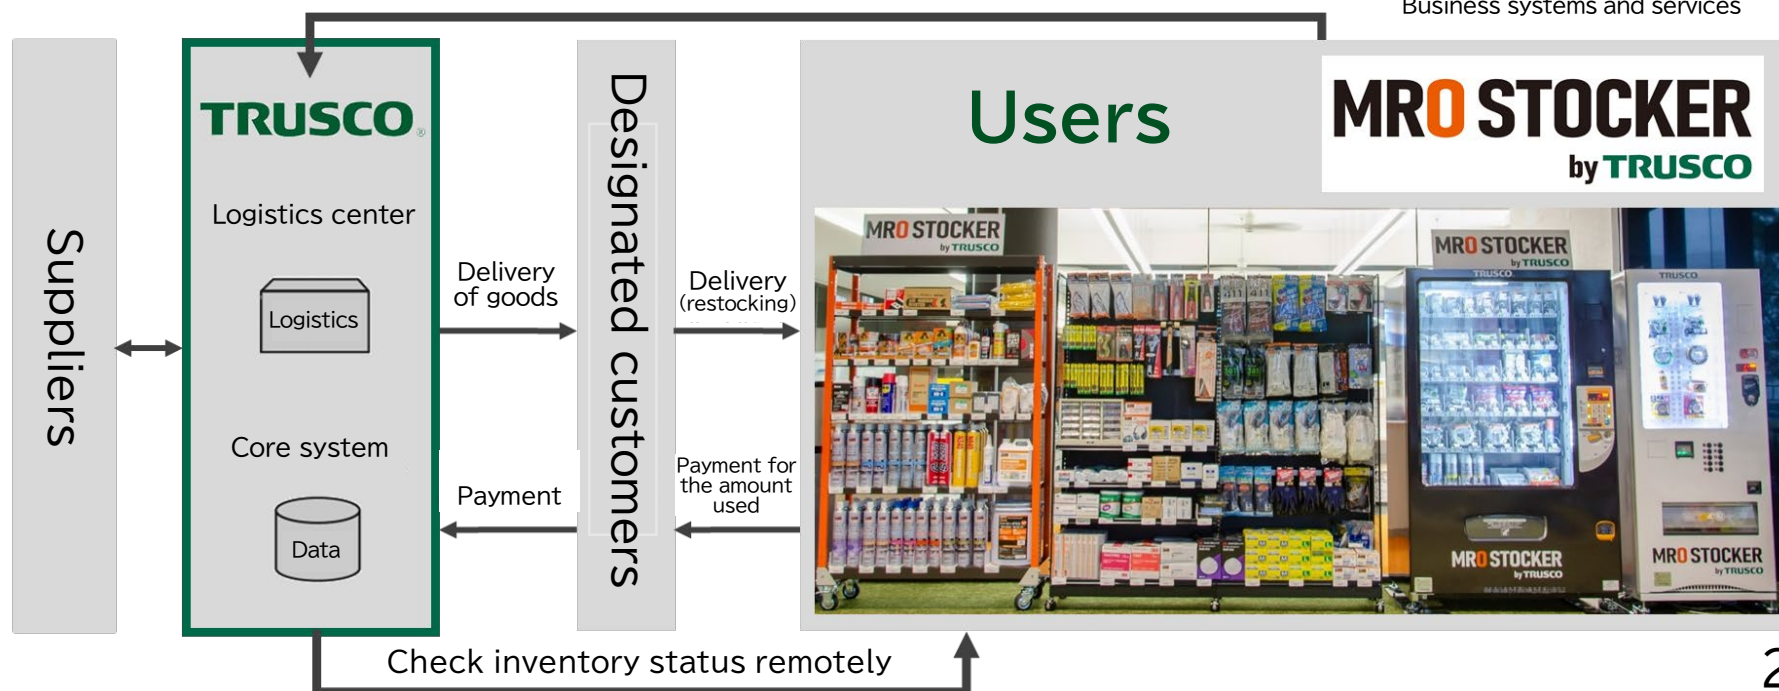 Business systems and services
Suppliers
TRUSCO®
Logistics center
Logistics
Core system
Data
Delivery
of goods
Payment
Designated customers
Delivery
(restocking)
Payment for
the amount
used
Users
MRO STOCKER
by TRUSCO
MRO STOCKER
by TRUSCO
MRO STOCKER
by TRUSCO
TRUSCO
TRUSCO
MRO STOCKER
by TRUSCO
MRO STOCKER
by TRUSCO
Check inventory status remotely